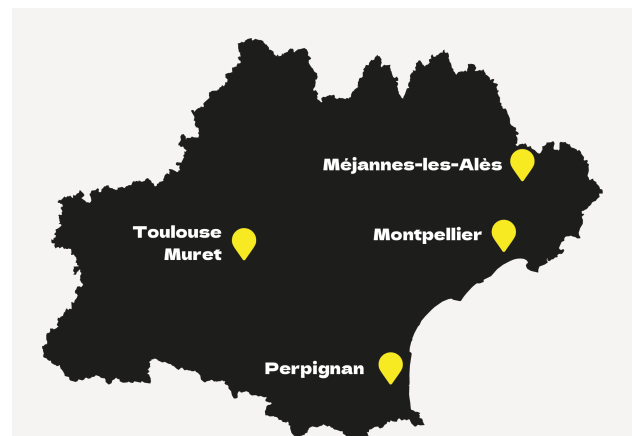 Méjannes-les-Alès
Toulouse
Muret
Montpellier
Perpignan